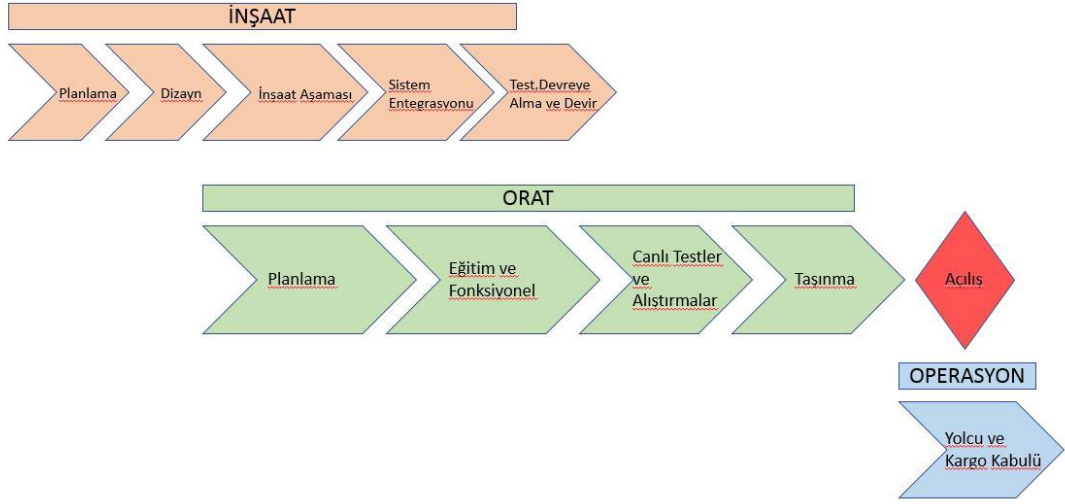 İNŞAAT
Planlama
Dizayn
İnşaat Aşaması
Sistem
Entegrasyonu
Test,Devreye
Alma ve Devir
ORAT
Planlama
Eğitim ve
Fonksiyonel
Canlı Testler
ve
Alıştırmalar
Taşınma
Açılış
OPERASYON
Yolcu ve
Kargo Kabulü